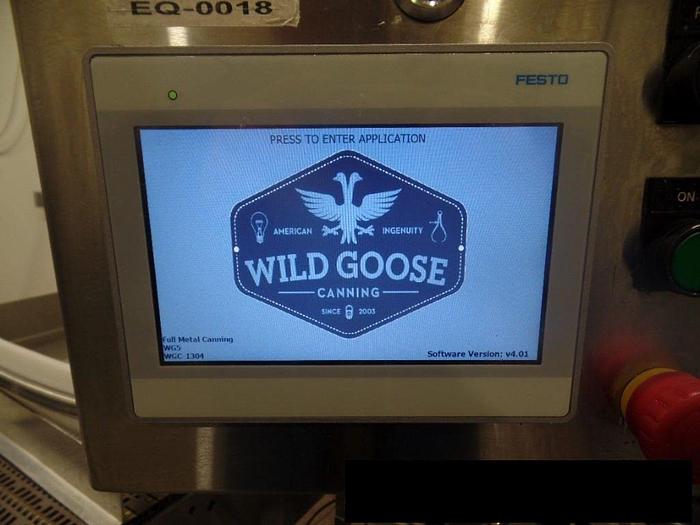 EQ-0018
FESTO
PRESS TO ENTER APPLICATION
AMERICAN INGENUITY
WILD GOOSE
CANNING
SINCE 2003
Full Metal Canning
WG5
WGC-1304
Software Version: v4.01
ON